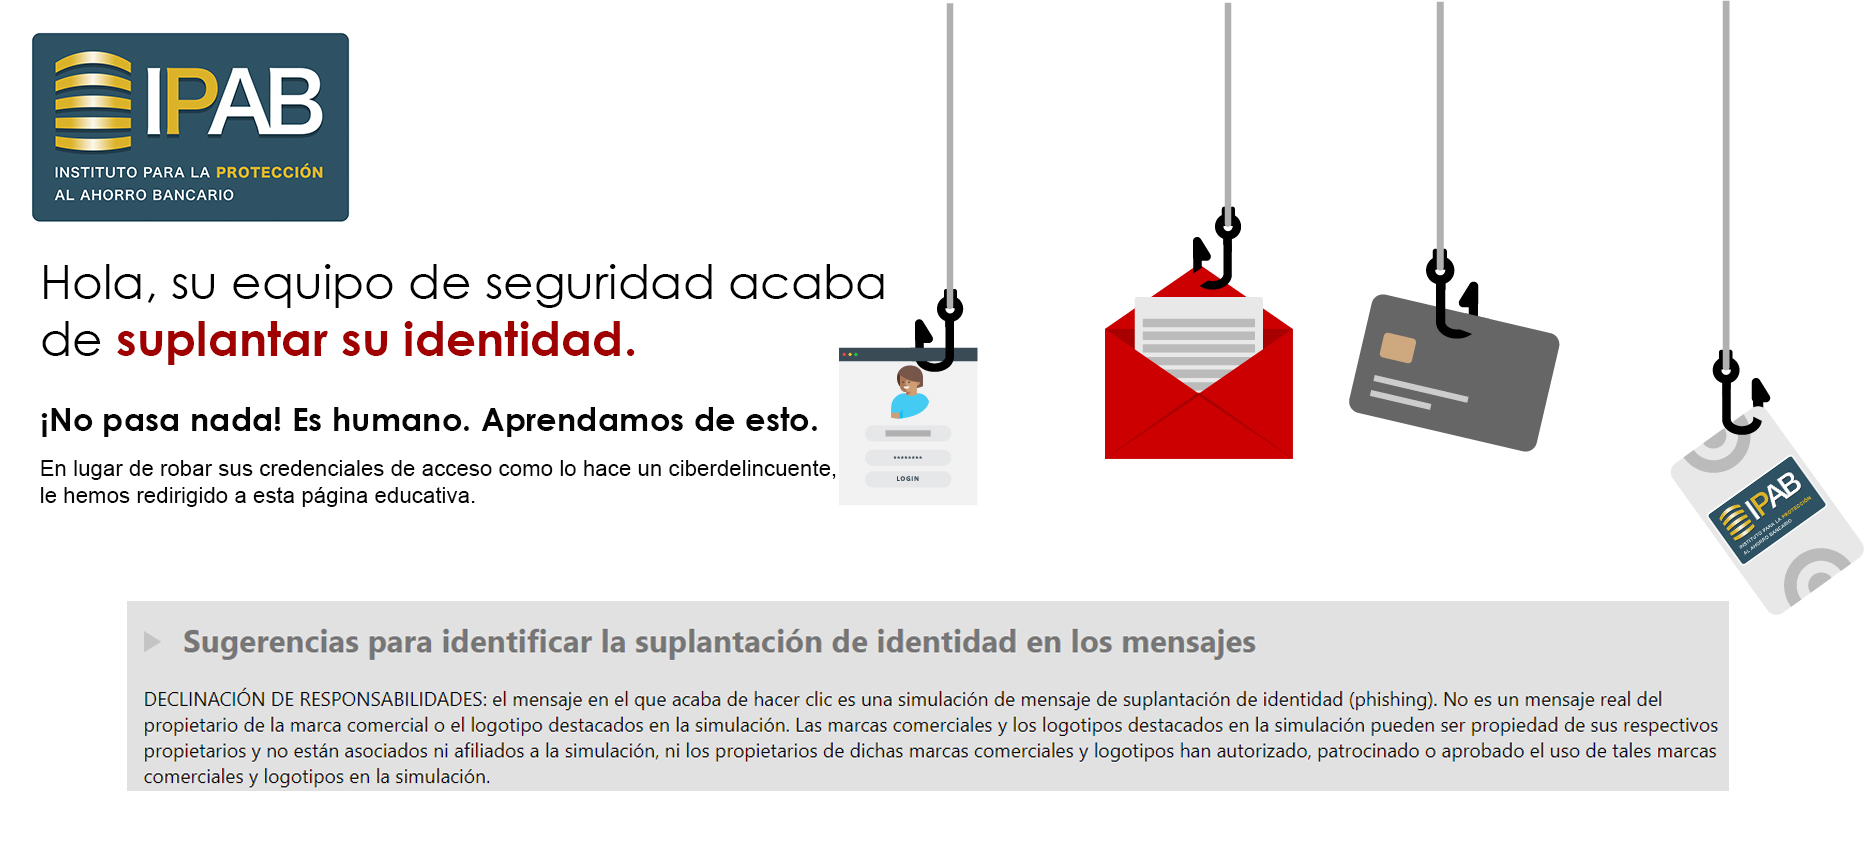 IPAB
INSTITUTO PARA LA PROTECCIÓN
AL AHORRO BANCARIO
Hola, su equipo de seguridad acaba
de suplantar su identidad.
¡No pasa nada! Es humano. Aprendamos de esto.
En lugar de robar sus credenciales de acceso como lo hace un ciberdelincuente,
le hemos redirigido a esta página educativa.
********
LOGIN
IPAB
INSTITUTO PARA LA PROTECCIÓN
AL AHORRO BANCARIO
Sugerencias para identificar la suplantación de identidad en los mensajes
DECLINACIÓN DE RESPONSABILIDADES: el mensaje en el que acaba de hacer clic es una simulación de mensaje de suplantación de identidad (phishing). No es un mensaje real del
propietario de la marca comercial o el logotipo destacados en la simulación. Las marcas comerciales y los logotipos destacados en la simulación pueden ser propiedad de sus respectivos
propietarios y no están asociados ni afiliados a la simulación, ni los propietarios de dichas marcas comerciales y logotipos han autorizado, patrocinado o aprobado el uso de tales marcas
comerciales y logotipos en la simulación.